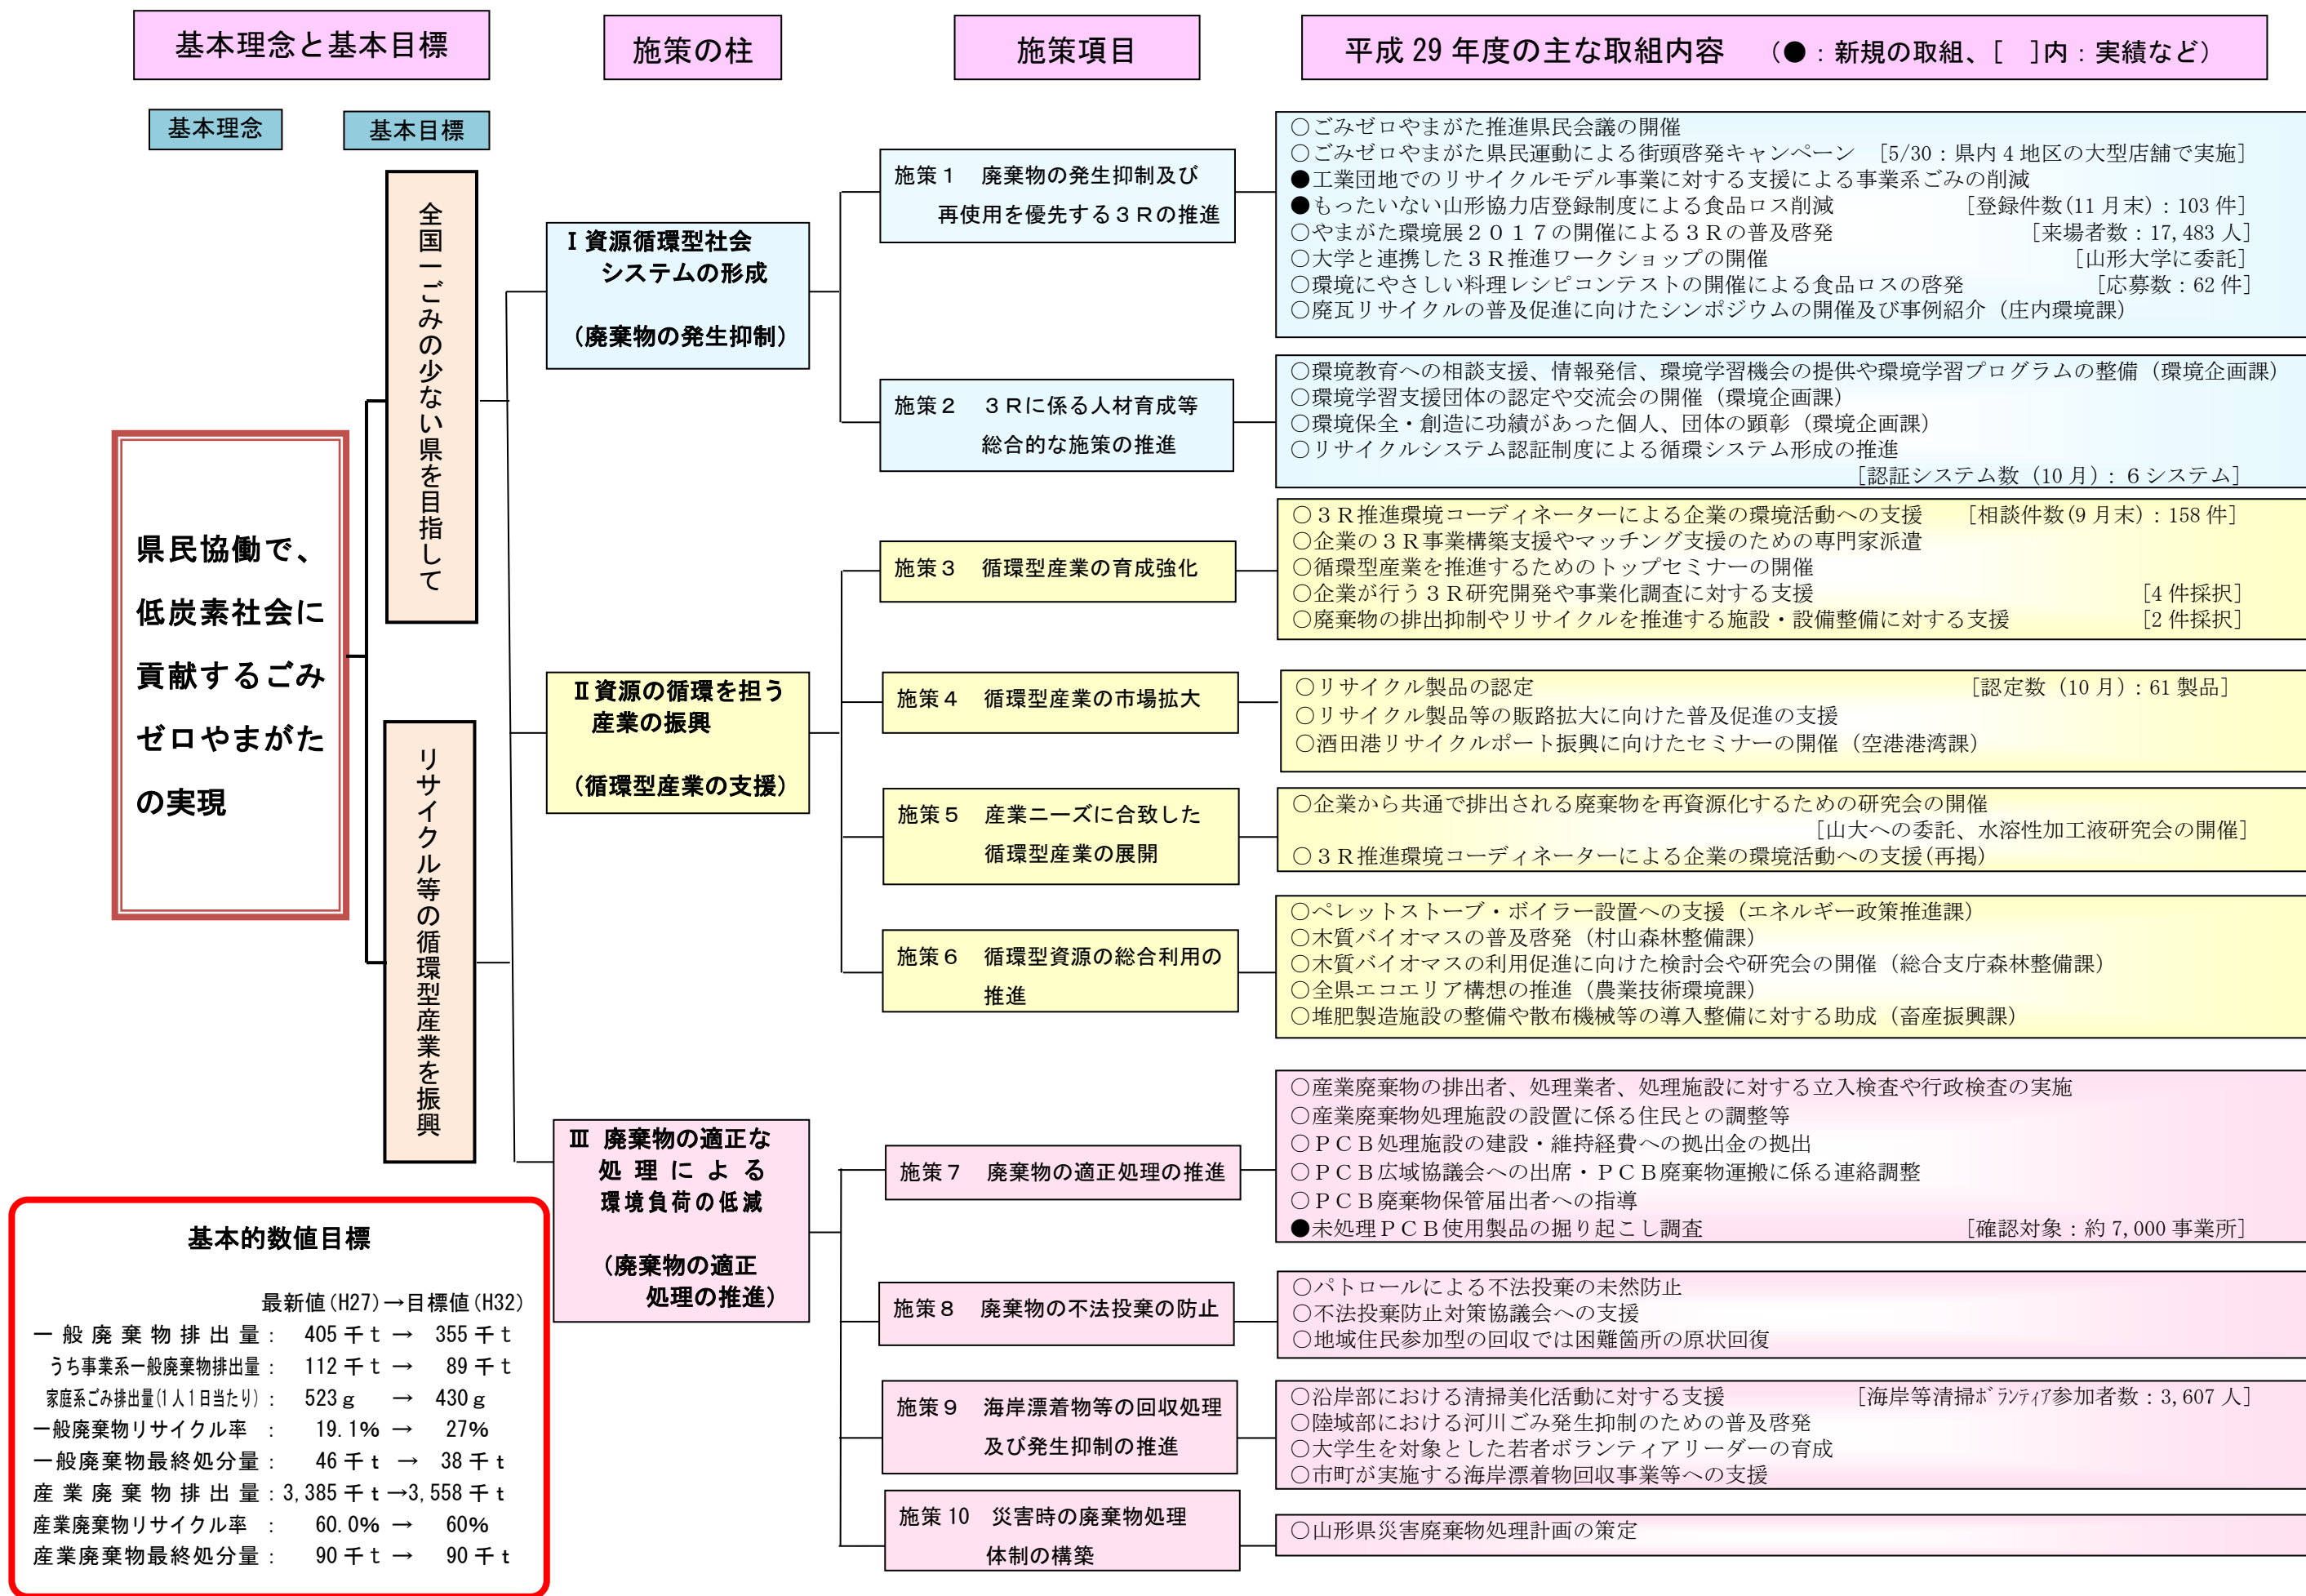 基本理念と基本目標
施策の柱
施策項目
平成 29 年度の主な取組内容　（●：新規の取組、[　]内：実績など）
基本理念
基本目標
県民協働で、
低炭素社会に
貢献するごみ
ゼロやまがた
の実現
全国一ごみの少ない県を目指して
リサイクル等の循環型産業を振興
Ⅰ 資源循環型社会
システムの形成
（廃棄物の発生抑制）
施策１　廃棄物の発生抑制及び
再使用を優先する３Ｒの推進
○ごみゼロやまがた推進県民会議の開催
○ごみゼロやまがた県民運動による街頭啓発キャンペーン　[5/30：県内 4 地区の大型店舗で実施]
●工業団地でのリサイクルモデル事業に対する支援による事業系ごみの削減
●もったいない山形協力店登録制度による食品ロス削減　[登録件数(11 月末)：103 件]
○やまがた環境展２０１７の開催による３Ｒの普及啓発　[来場者数：17,483 人]
○大学と連携した３Ｒ推進ワークショップの開催　[山形大学に委託]
○環境にやさしい料理レシピコンテストの開催による食品ロスの啓発　[応募数：62 件]
○廃瓦リサイクルの普及促進に向けたシンポジウムの開催及び事例紹介（庄内環境課）
施策２　３Ｒに係る人材育成等
総合的な施策の推進
○環境教育への相談支援、情報発信、環境学習機会の提供や環境学習プログラムの整備（環境企画課）
○環境学習支援団体の認定や交流会の開催（環境企画課）
○環境保全・創造に功績があった個人、団体の顕彰（環境企画課）
○リサイクルシステム認証制度による循環システム形成の推進
[認証システム数（10 月）：６システム]
Ⅱ 資源の循環を担う
産業の振興
（循環型産業の支援）
施策３　循環型産業の育成強化
○３Ｒ推進環境コーディネーターによる企業の環境活動への支援　[相談件数(9 月末)：158 件]
○企業の３Ｒ事業構築支援やマッチング支援のための専門家派遣
○循環型産業を推進するためのトップセミナーの開催
○企業が行う３Ｒ研究開発や事業化調査に対する支援　[4 件採択]
○廃棄物の排出抑制やリサイクルを推進する施設・設備整備に対する支援　[2 件採択]
施策４　循環型産業の市場拡大
○リサイクル製品の認定　[認定数（10 月）：61 製品]
○リサイクル製品等の販路拡大に向けた普及促進の支援
○酒田港リサイクルポート振興に向けたセミナーの開催（空港港湾課）
施策５　産業ニーズに合致した
循環型産業の展開
○企業から共通で排出される廃棄物を再資源化するための研究会の開催
[山大への委託、水溶性加工液研究会の開催]
○３Ｒ推進環境コーディネーターによる企業の環境活動への支援(再掲)
施策６　循環型資源の総合利用の
推進
○ペレットストーブ・ボイラー設置への支援（エネルギー政策推進課）
○木質バイオマスの普及啓発（村山森林整備課）
○木質バイオマスの利用促進に向けた検討会や研究会の開催（総合支庁森林整備課）
○全県エコエリア構想の推進（農業技術環境課）
○堆肥製造施設の整備や散布機械等の導入整備に対する助成（畜産振興課）
Ⅲ 廃棄物の適正な
処理による
環境負荷の低減
（廃棄物の適正
処理の推進）
施策７　廃棄物の適正処理の推進
○産業廃棄物の排出者、処理業者、処理施設に対する立入検査や行政検査の実施
○産業廃棄物処理施設の設置に係る住民との調整等
○ＰＣＢ処理施設の建設・維持経費への拠出金の拠出
○ＰＣＢ広域協議会への出席・ＰＣＢ廃棄物運搬に係る連絡調整
○ＰＣＢ廃棄物保管届出者への指導
●未処理ＰＣＢ使用製品の掘り起こし調査　[確認対象：約 7,000 事業所]
施策８　廃棄物の不法投棄の防止
○パトロールによる不法投棄の未然防止
○不法投棄防止対策協議会への支援
○地域住民参加型の回収では困難箇所の原状回復
施策９　海岸漂着物等の回収処理
及び発生抑制の推進
○沿岸部における清掃美化活動に対する支援　[海岸等清掃ﾎﾞﾗﾝﾃｨｱ参加者数：3,607 人]
○陸域部における河川ごみ発生抑制のための普及啓発
○大学生を対象とした若者ボランティアリーダーの育成
○市町が実施する海岸漂着物回収事業等への支援
施策 10　災害時の廃棄物処理
体制の構築
○山形県災害廃棄物処理計画の策定
基本的数値目標
最新値(H27)→目標値(H32)
一般廃棄物排出量：　405 千ｔ →　355 千ｔ
うち事業系一般廃棄物排出量：　112 千ｔ →　89 千ｔ
家庭系ごみ排出量(1人1日当たり)：　523ｇ　→　430ｇ
一般廃棄物リサイクル率　：　19.1% →　27%
一般廃棄物最終処分量：　46 千ｔ →　38 千ｔ
産業廃棄物排出量：3,385 千ｔ→3,558 千ｔ
産業廃棄物リサイクル率　：　60.0% →　60%
産業廃棄物最終処分量：　90 千ｔ →　90 千ｔ